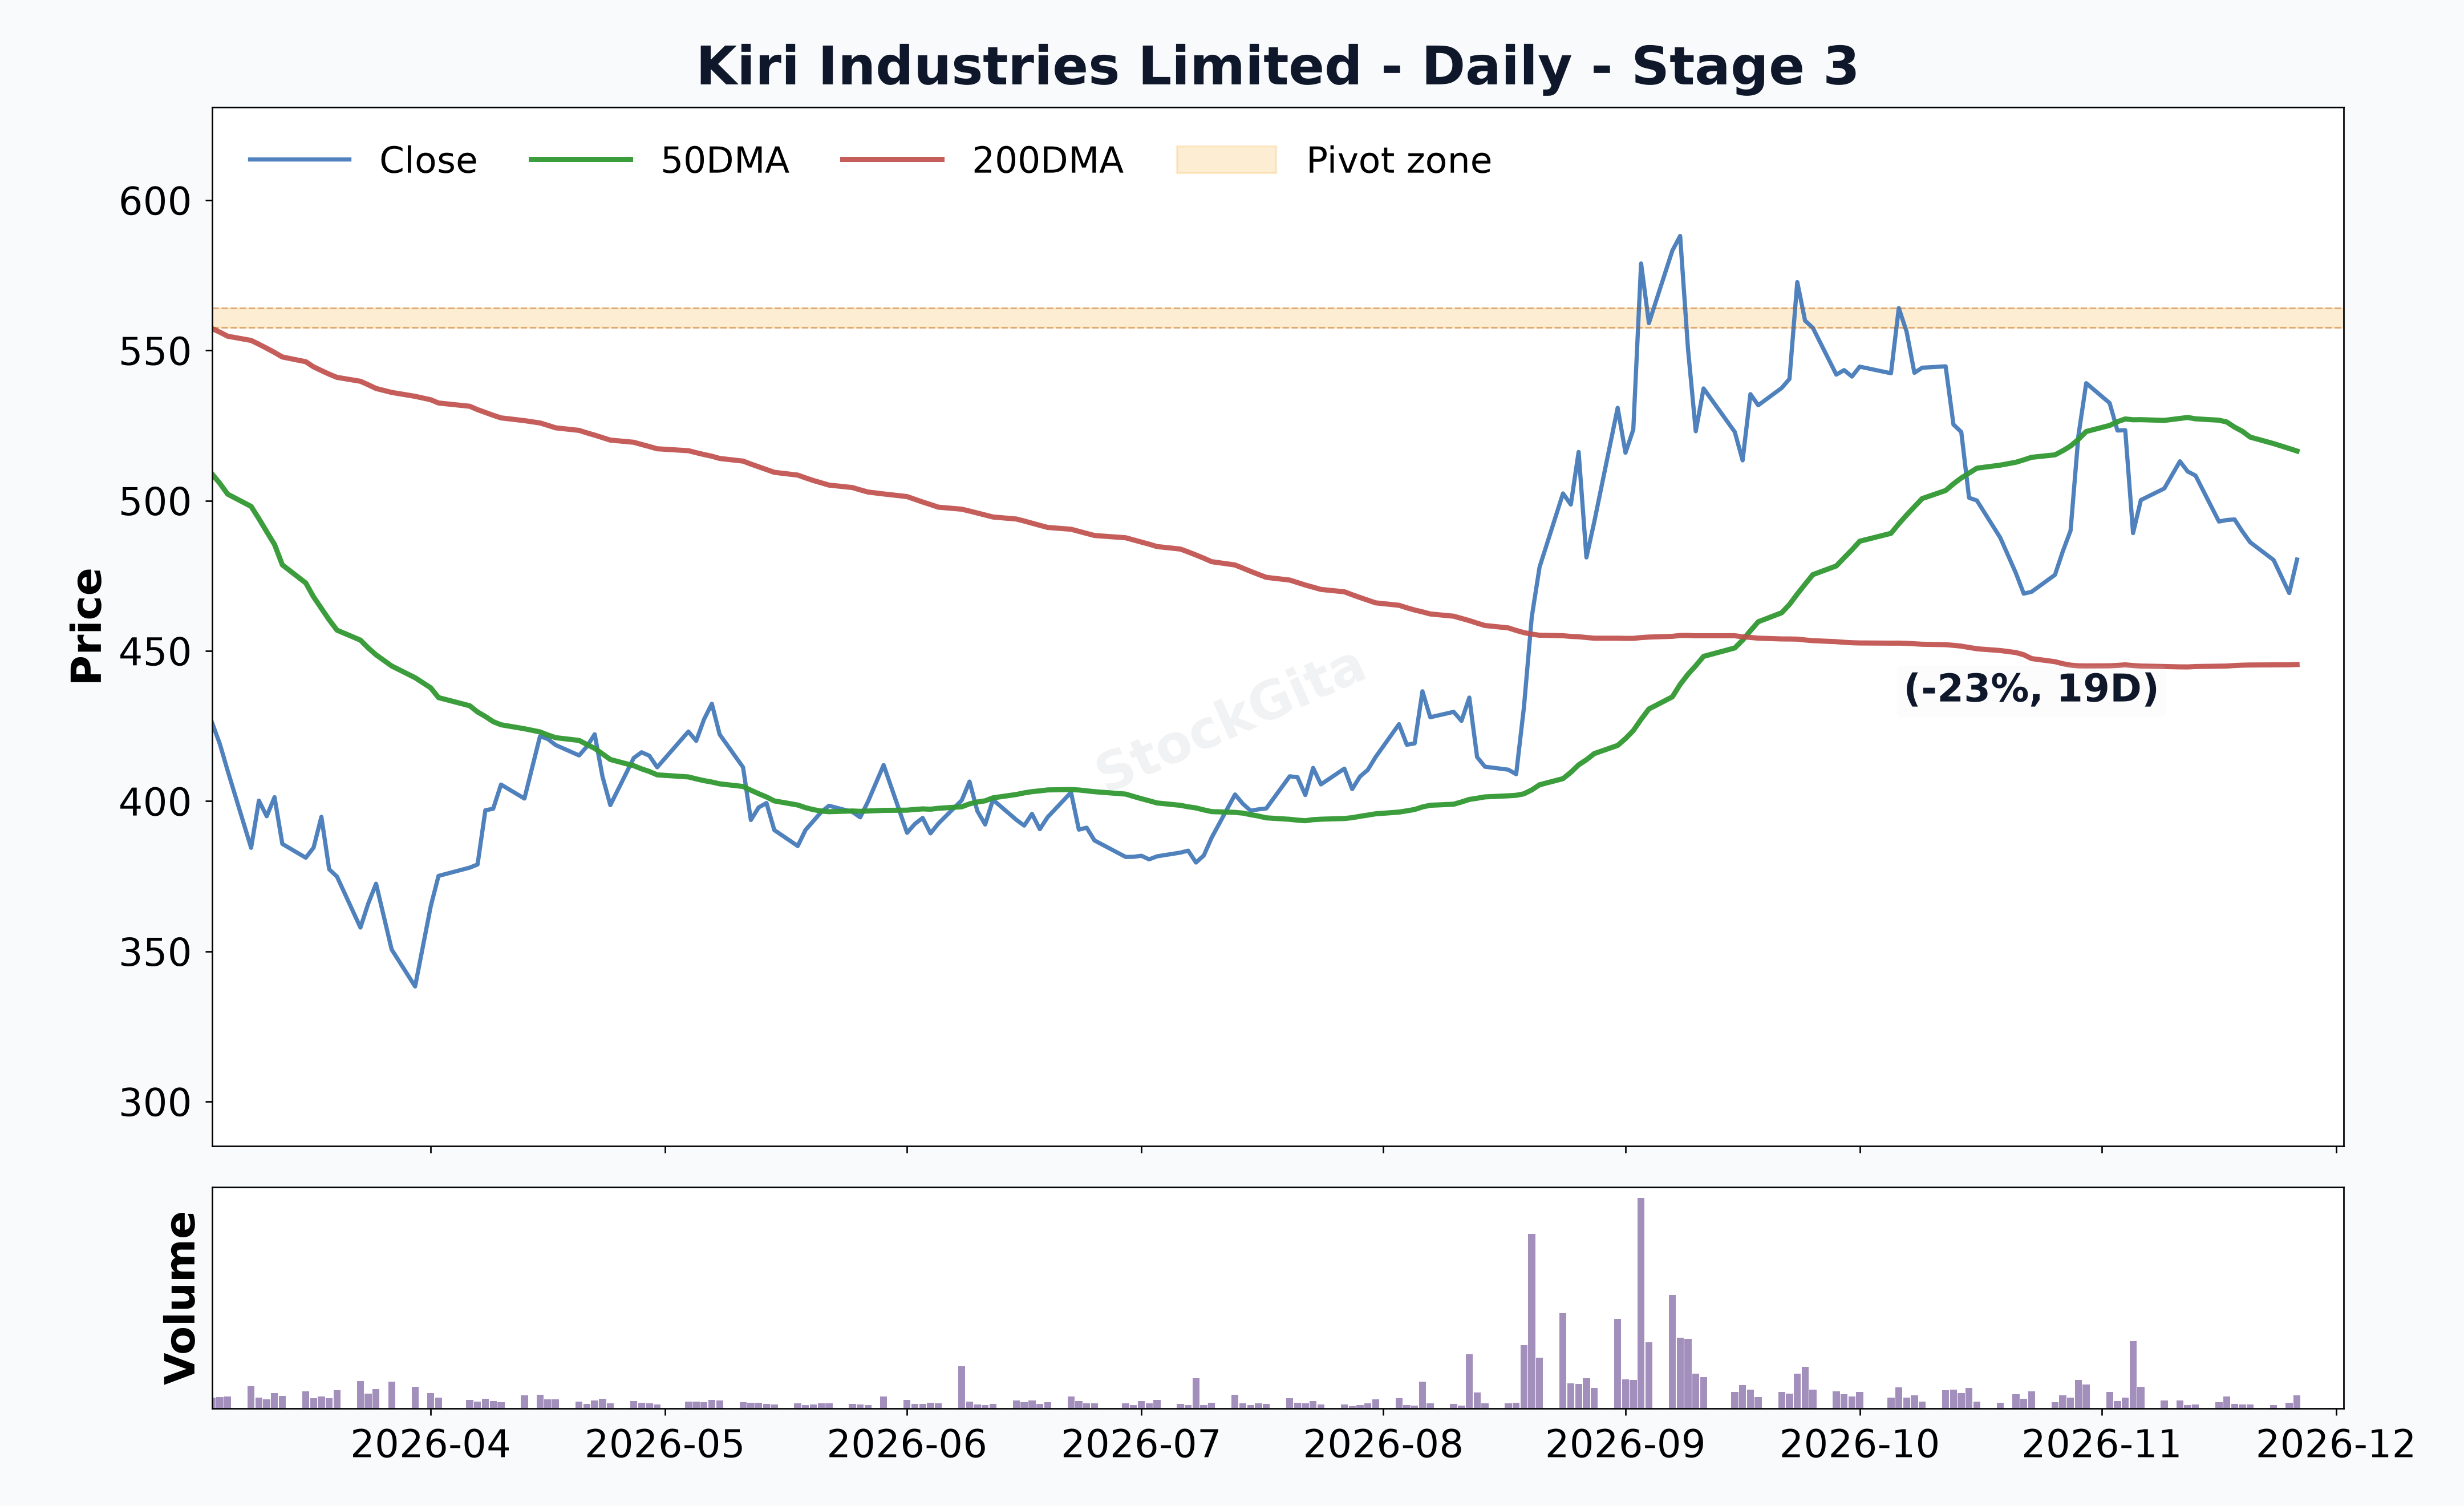 Kiri Industries Limited - Daily - Stage 3
Close 50DMA 200DMA Pivot zone
600
550
500
450
400
350
300
Price
(-23%, 19D)
StockGita
Volume
2026-04 2026-05 2026-06 2026-07 2026-08 2026-09 2026-10 2026-11 2026-12